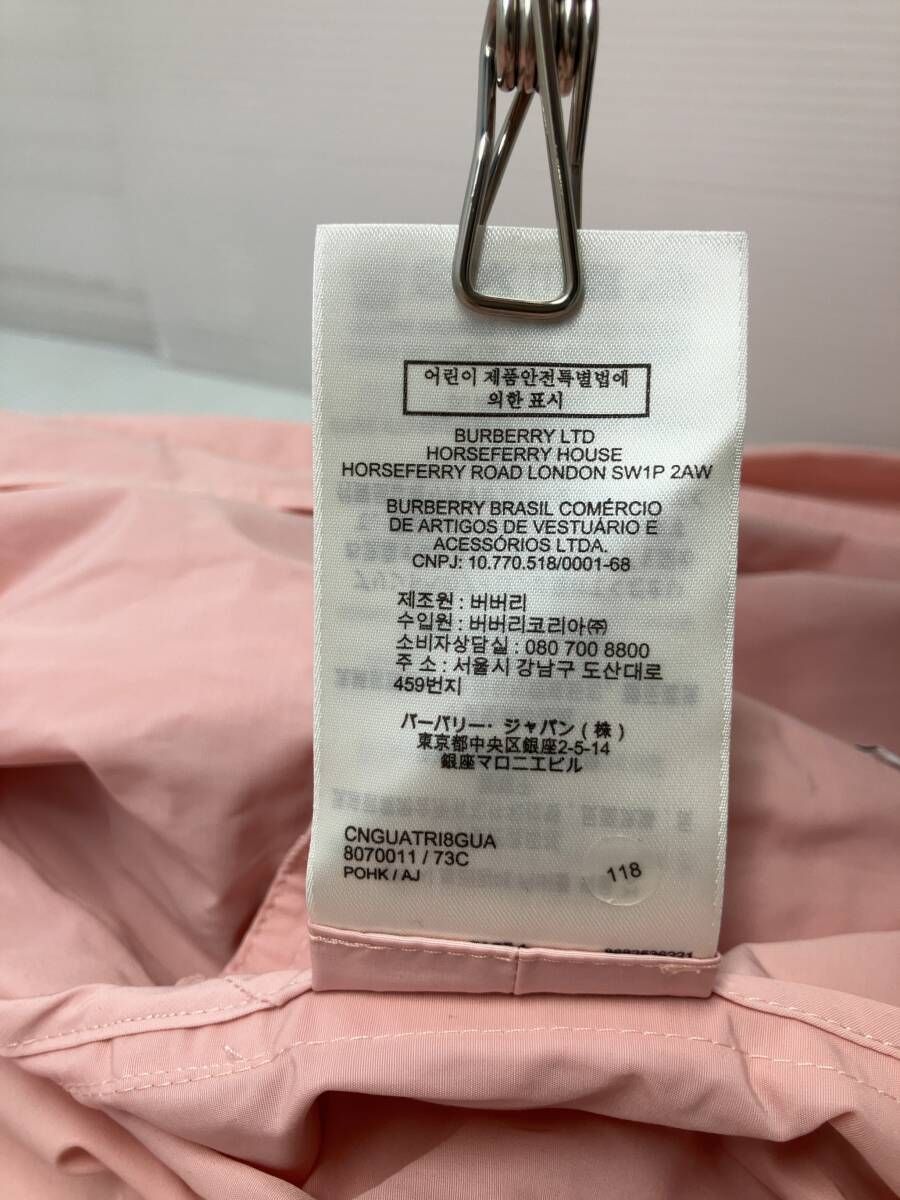 어린이 제품안전특별법에
의한 표시
BURBERRY LTD
HORSEFERRY HOUSE
HORSEFERRY ROAD LONDON SW1P 2AW
BURBERRY BRASIL COMÉRCIO
DE ARTIGOS DE VESTUÁRIO E
ACESSÓRIOS LTDA.
CNPJ: 10.770.518/0001-68
제조원 : 버버리
수입원 : 버버리코리아㈜
소비자상담실 : 080 700 8800
주 소 : 서울시 강남구 도산대로
459번지
バーバリー・ジャパン(株)
東京都中央区銀座2-5-14
銀座マロニエビル
CNGUATRI8GUA
8070011 / 73C
POHK / AJ
118